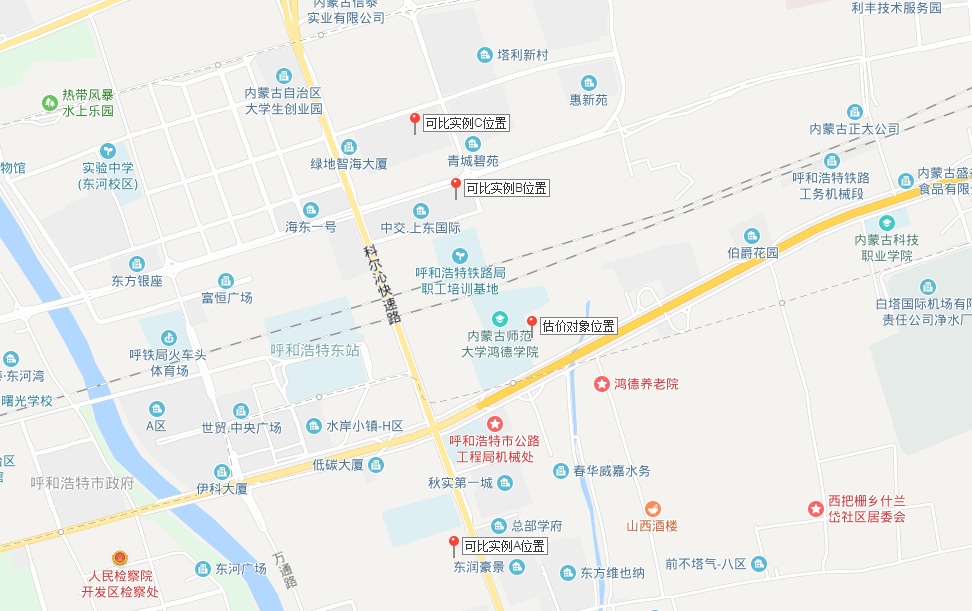 内蒙古信泰
实业有限公司
利丰技术服务园
塔利新村
热带风暴
水上乐园
内蒙古自治区
大学生创业园
惠新苑
可比实例C位置
内蒙古正大公司
物馆
实验中学
(东河校区)
绿地智海大厦
青城碧苑
呼和浩特铁路
工务机械段
内蒙古盛
食品有限
可比实例B位置
海东一号
中交.上东国际
内蒙古科技
职业学院
伯爵花园
科尔沁快速路
呼和浩特铁路局
职工培训基地
东方银座
富恒广场
白塔国际机场有限
责任公司净水厂
估价对象位置
内蒙古师范
大学鸿德学院
呼铁局火车头
体育场
呼和浩特东站
·东河湾
鸿德养老院
曙光学校
A区
世贸.中央广场
水岸小镇-H区
呼和浩特市公路
工程局机械处
低碳大厦
春华威嘉水务
呼和浩特市政府
伊科大厦
秋实第一城
西把栅乡什兰
岱社区居委会
总部学府
山西酒楼
可比实例A位置
万通路
人民检察院
开发区检察处
东河广场
东润豪景
东方维也纳
前不塔气-八区